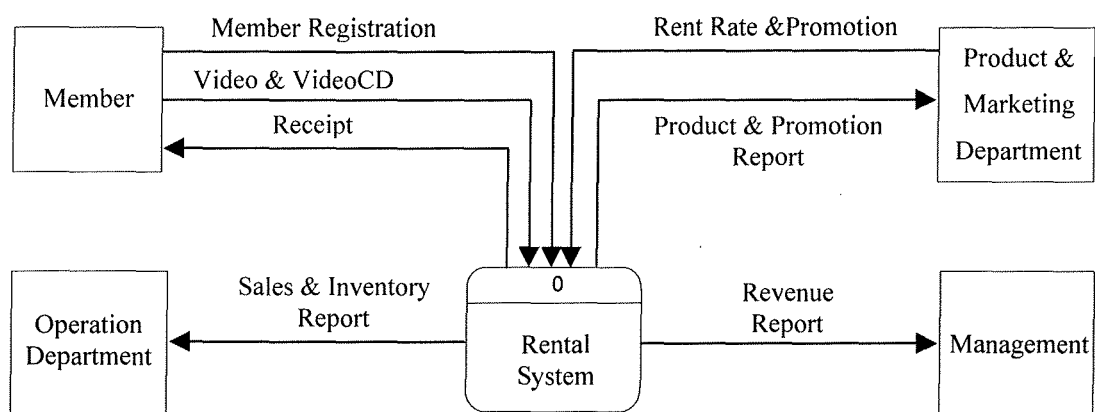 Member Registration
Rent Rate &Promotion
Member
Video & VideoCD
Receipt
Product &
Marketing
Department
Product & Promotion
Report
Operation
Department
Sales & Inventory
Report
0
Rental
System
Revenue
Report
Management